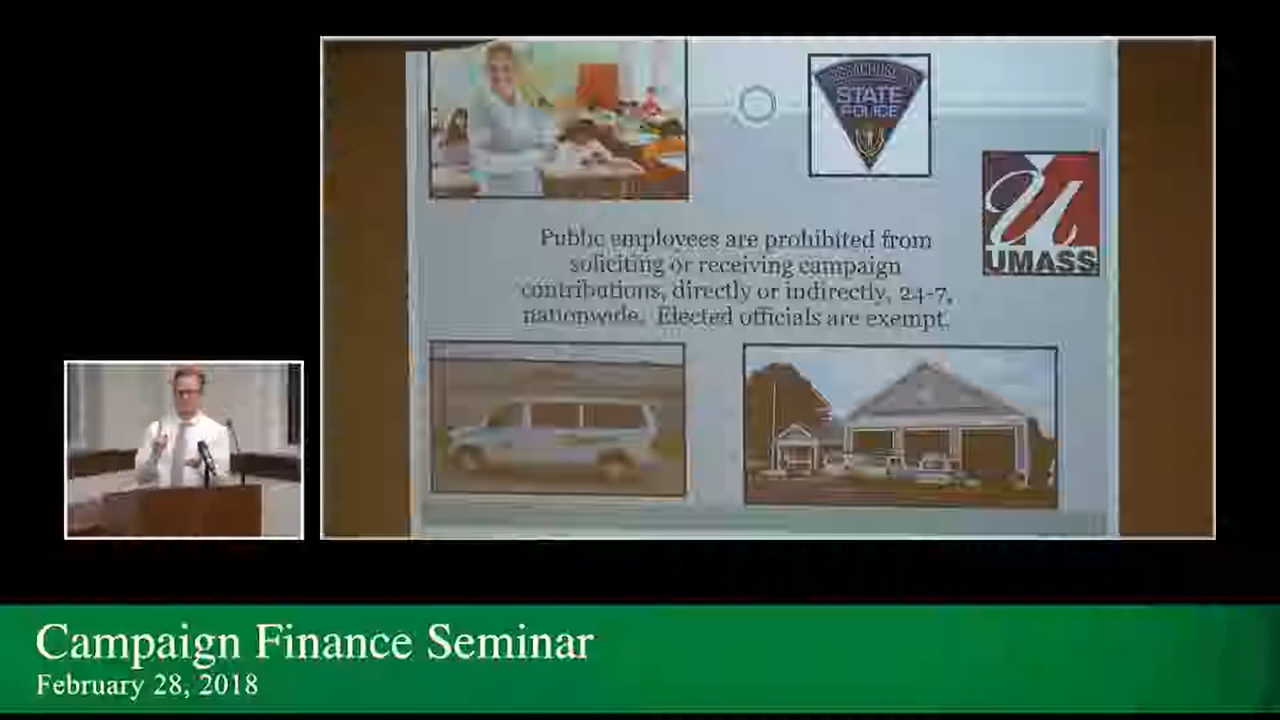 STATE
POLICE
U
UMASS
Public employees are prohibited from
soliciting or receiving campaign
contributions, directly or indirectly, 24-7,
nationwide. Elected officials are exempt.
Campaign Finance Seminar
February 28, 2018